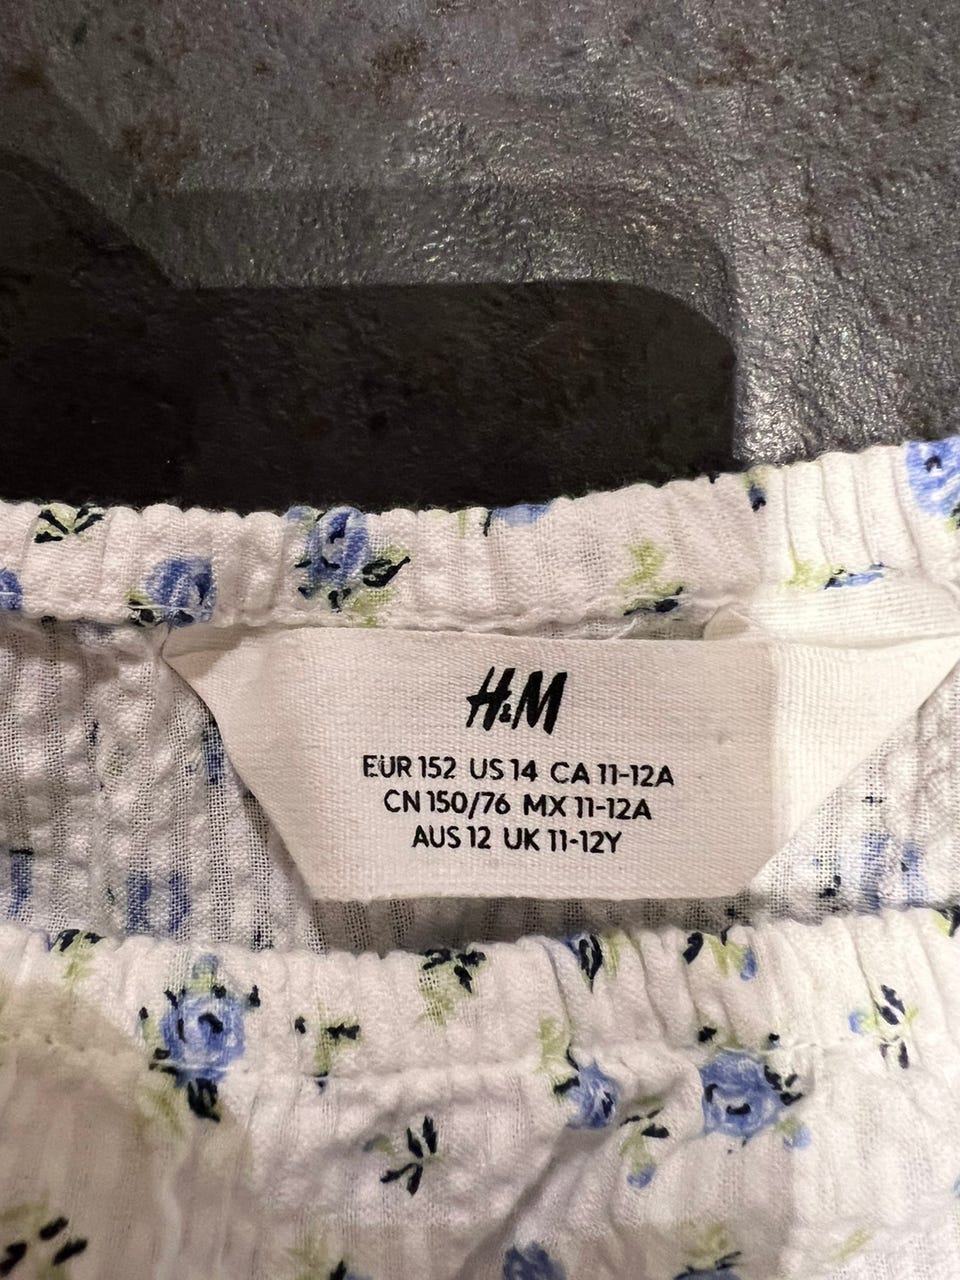 H&M
EUR 152 US 14 CA 11-12A
CN 150/76 MX 11-12A
AUS 12 UK 11-12Y